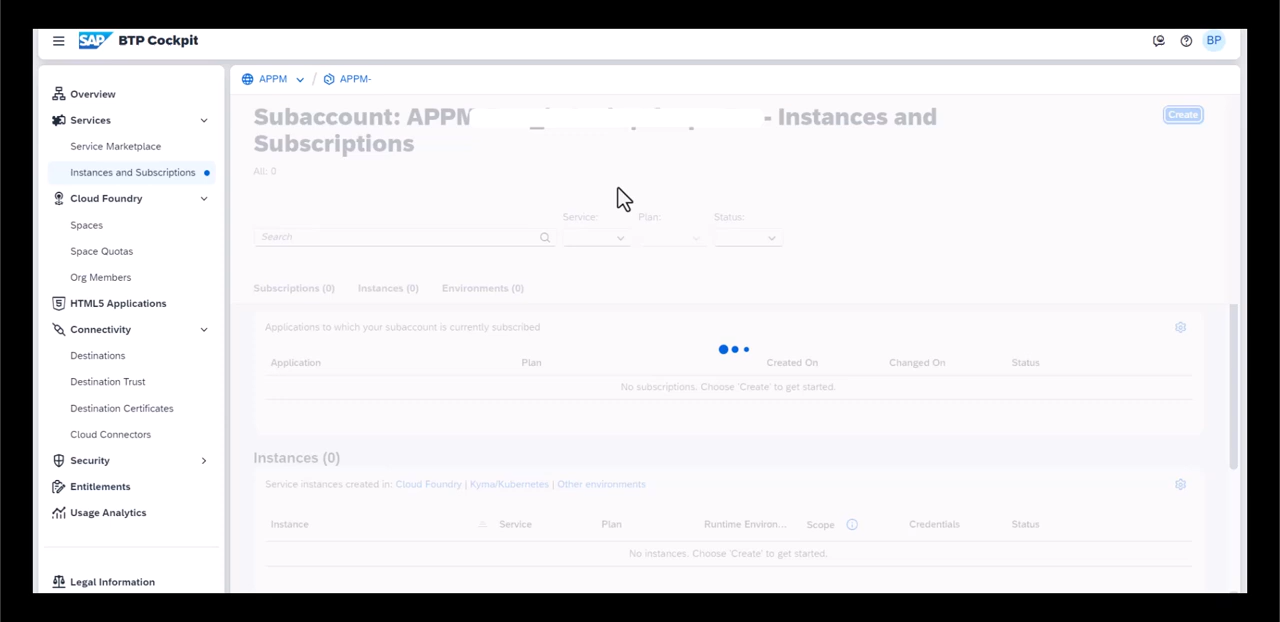 SAP BTP Cockpit
BP
APPM / APPM-
Overview
Services
Service Marketplace
Instances and Subscriptions
Cloud Foundry
Spaces
Space Quotas
Org Members
HTML5 Applications
Connectivity
Destinations
Destination Trust
Destination Certificates
Cloud Connectors
Security
Entitlements
Usage Analytics
Legal Information
Subaccount: APPM - Instances and
Subscriptions
Create
All: 0
Service: Plan: Status:
Search
Subscriptions (0) Instances (0) Environments (0)
Applications to which your subaccount is currently subscribed
Application Plan Created On Changed On Status
No subscriptions. Choose 'Create' to get started.
Instances (0)
Service instances created in: Cloud Foundry | Kyma/Kubernetes | Other environments
Instance Service Plan Runtime Environ... Scope Credentials Status
No instances. Choose 'Create' to get started.